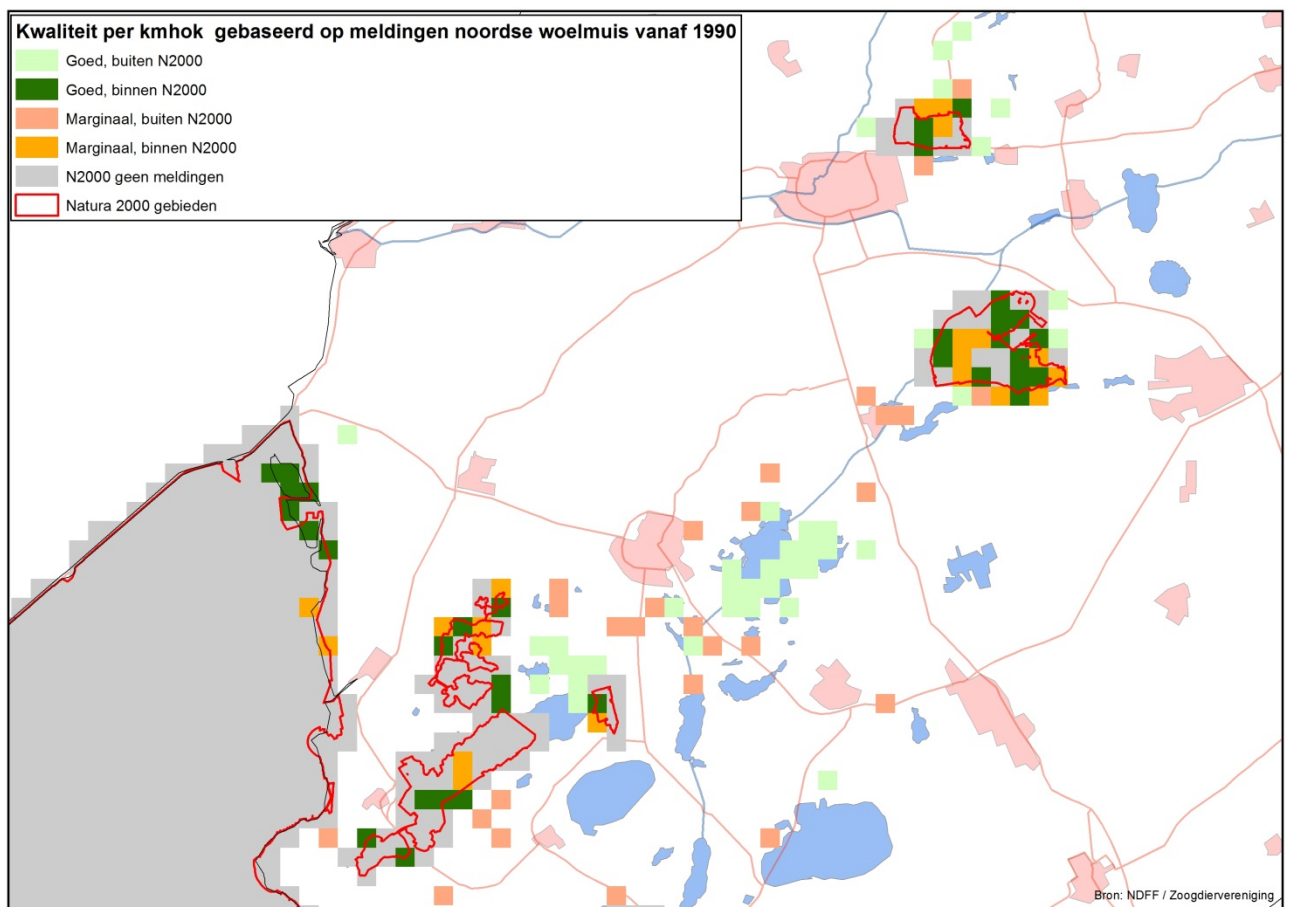 Kwaliteit per kmhok gebaseerd op meldingen noordse woelmuis vanaf 1990
Goed, buiten N2000
Goed, binnen N2000
Marginaal, buiten N2000
Marginaal, binnen N2000
N2000 geen meldingen
Natura 2000 gebieden
Bron: NDFF / Zoogdiervereniging